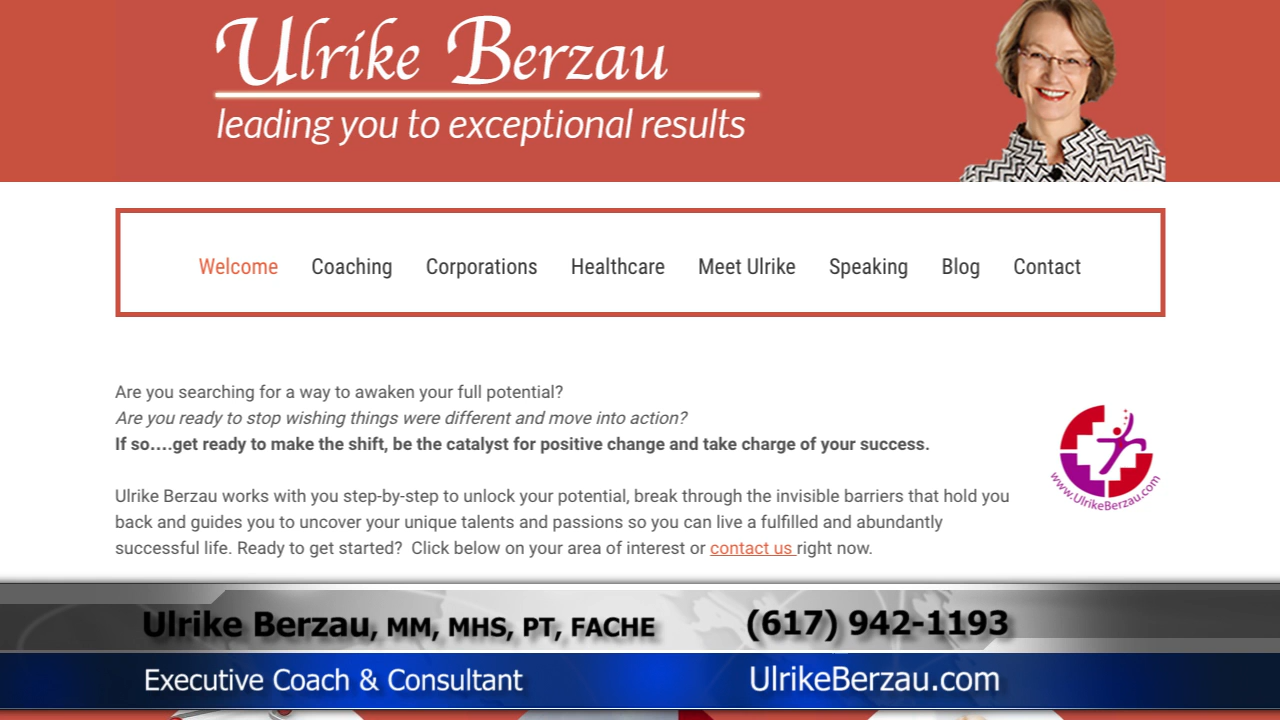 Ulrike Berzau
leading you to exceptional results
Welcome Coaching Corporations Healthcare Meet Ulrike Speaking Blog Contact
Are you searching for a way to awaken your full potential?
Are you ready to stop wishing things were different and move into action?
If so....get ready to make the shift, be the catalyst for positive change and take charge of your success.
www.UlrikeBerzau.com
Ulrike Berzau works with you step-by-step to unlock your potential, break through the invisible barriers that hold you
back and guides you to uncover your unique talents and passions so you can live a fulfilled and abundantly
successful life. Ready to get started?  Click below on your area of interest or contact us right now.
Ulrike Berzau, MM, MHS, PT, FACHE (617) 942-1193
Executive Coach & Consultant UlrikeBerzau.com